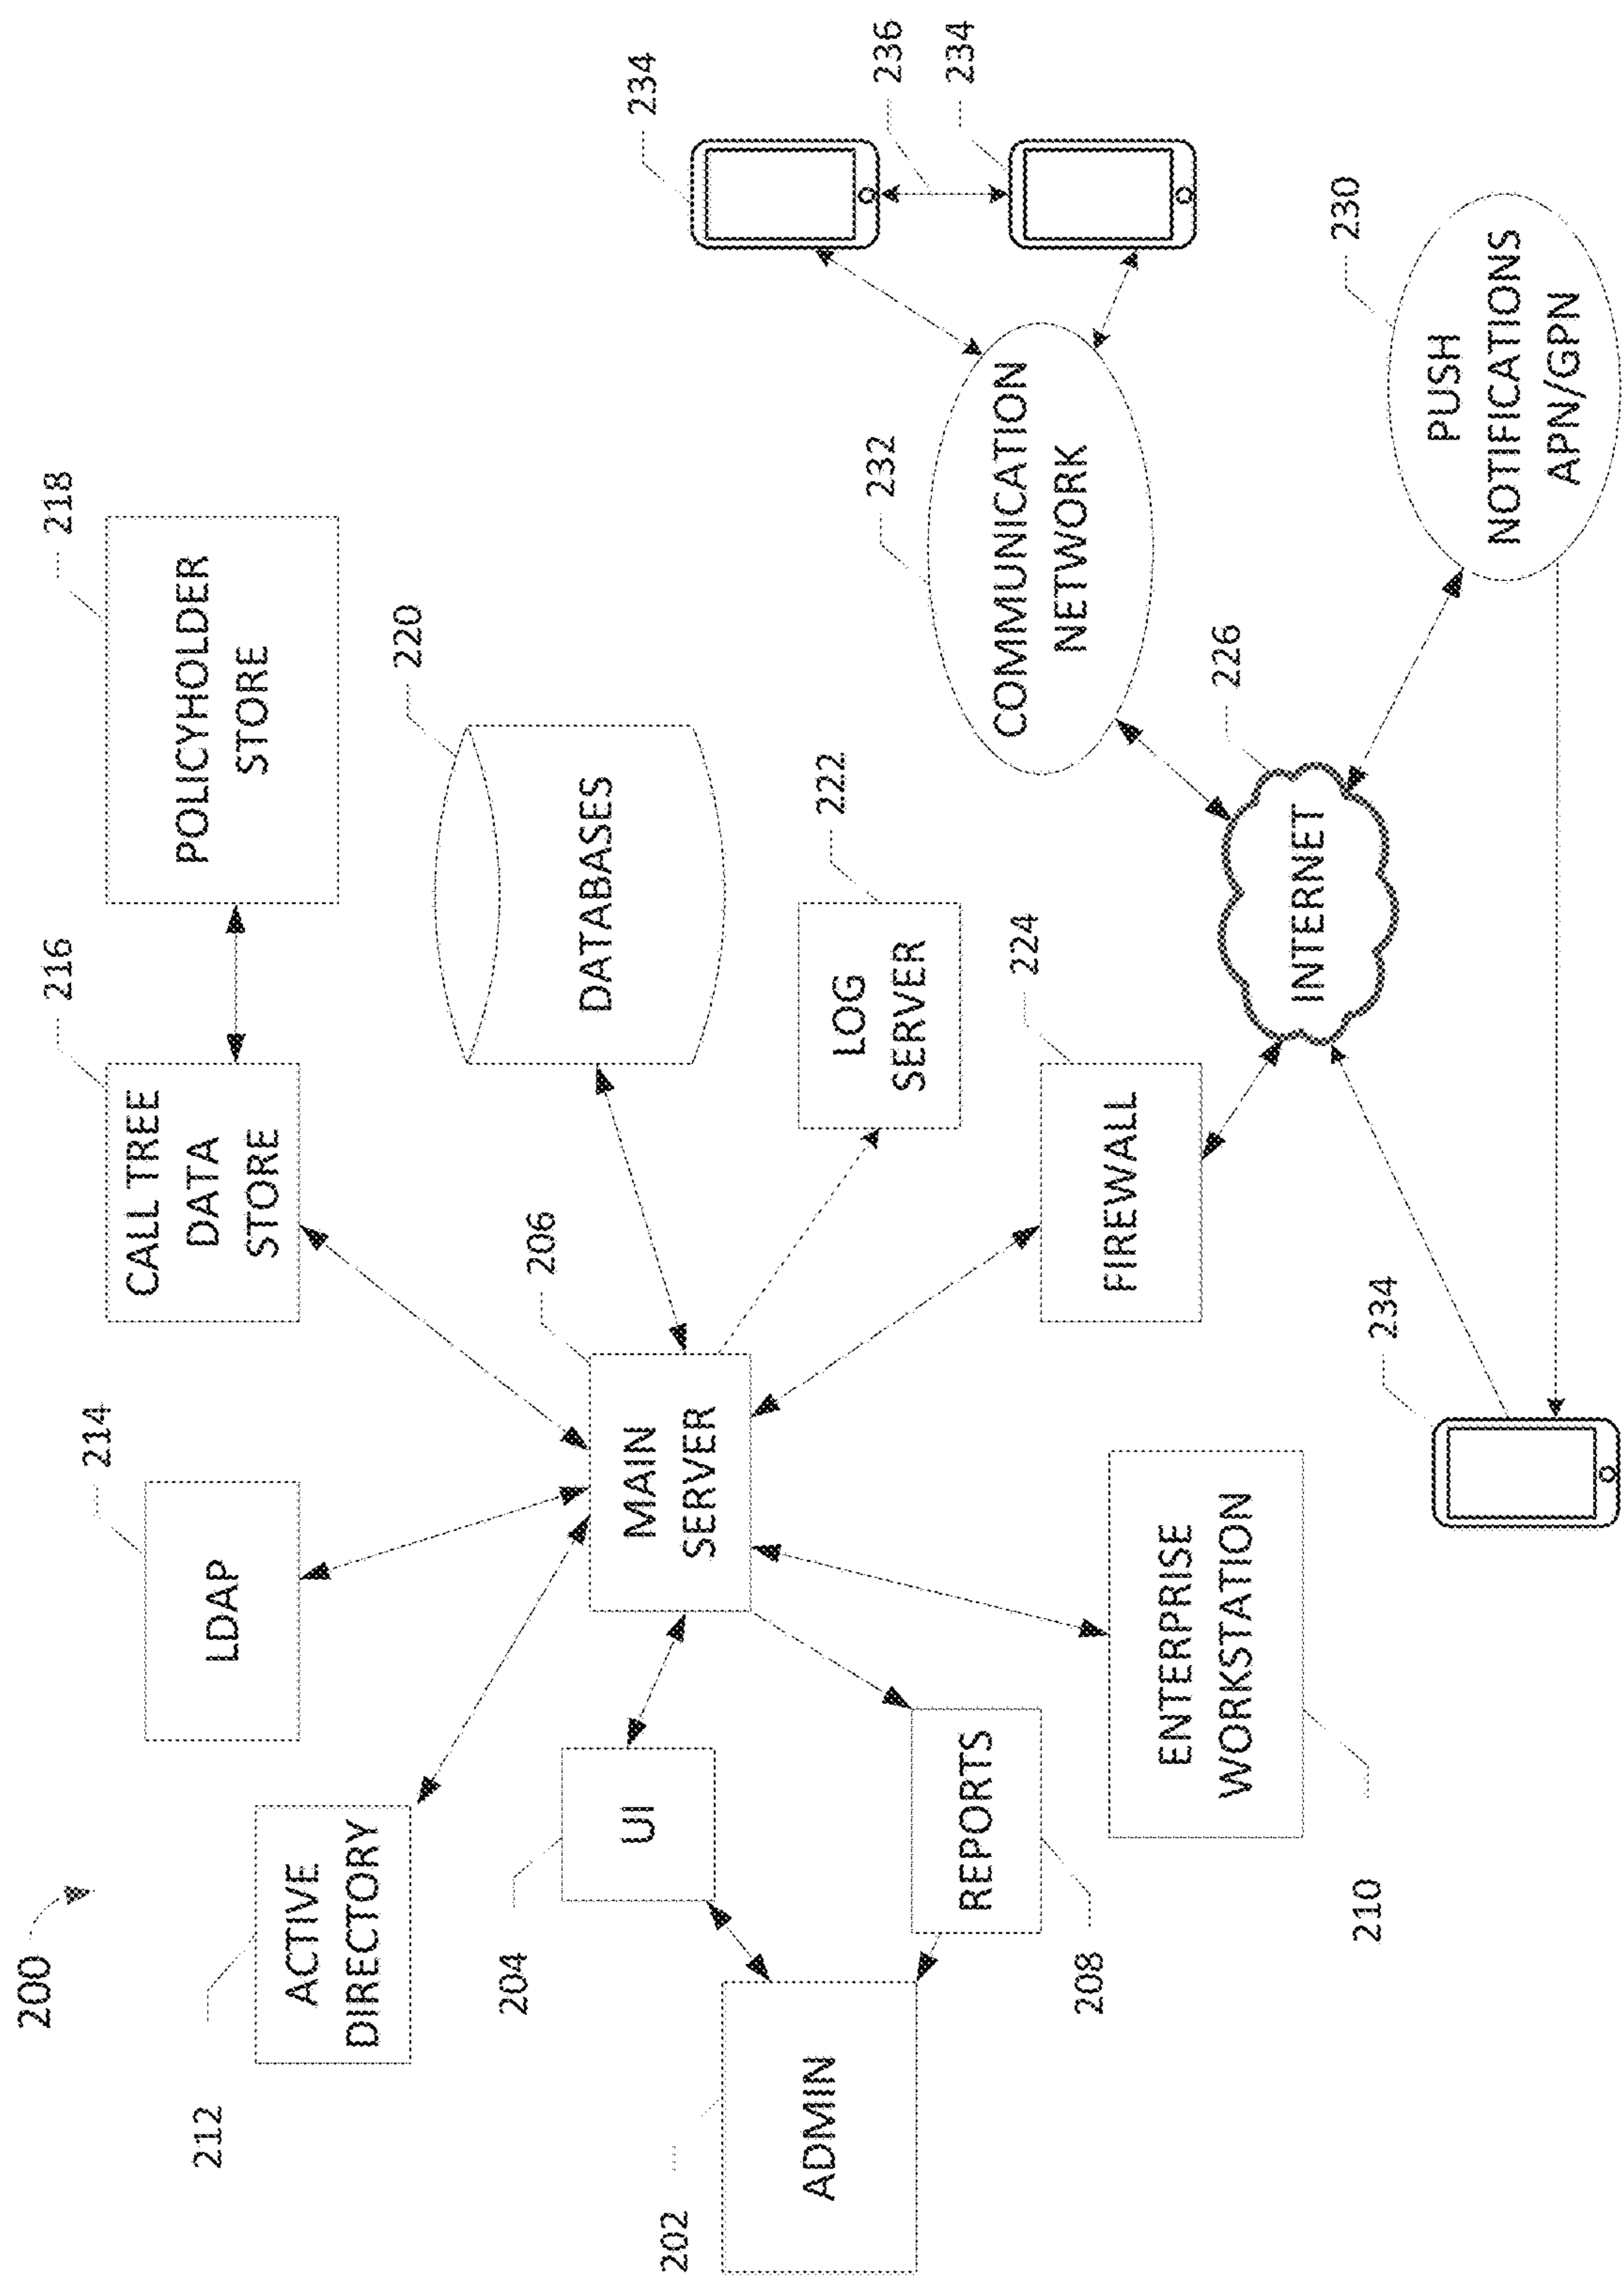 200
212
ACTIVE
DIRECTORY
214
LDAP
216
CALL TREE
DATA
STORE
218
POLICYHOLDER
STORE
220
DATABASES
202
ADMIN
204
UI
206
MAIN
SERVER
222
LOG
SERVER
208
REPORTS
210
ENTERPRISE
WORKSTATION
224
FIREWALL
226
INTERNET
232
COMMUNICATION
NETWORK
234
236
234
230
PUSH
NOTIFICATIONS
APN/GPN
234